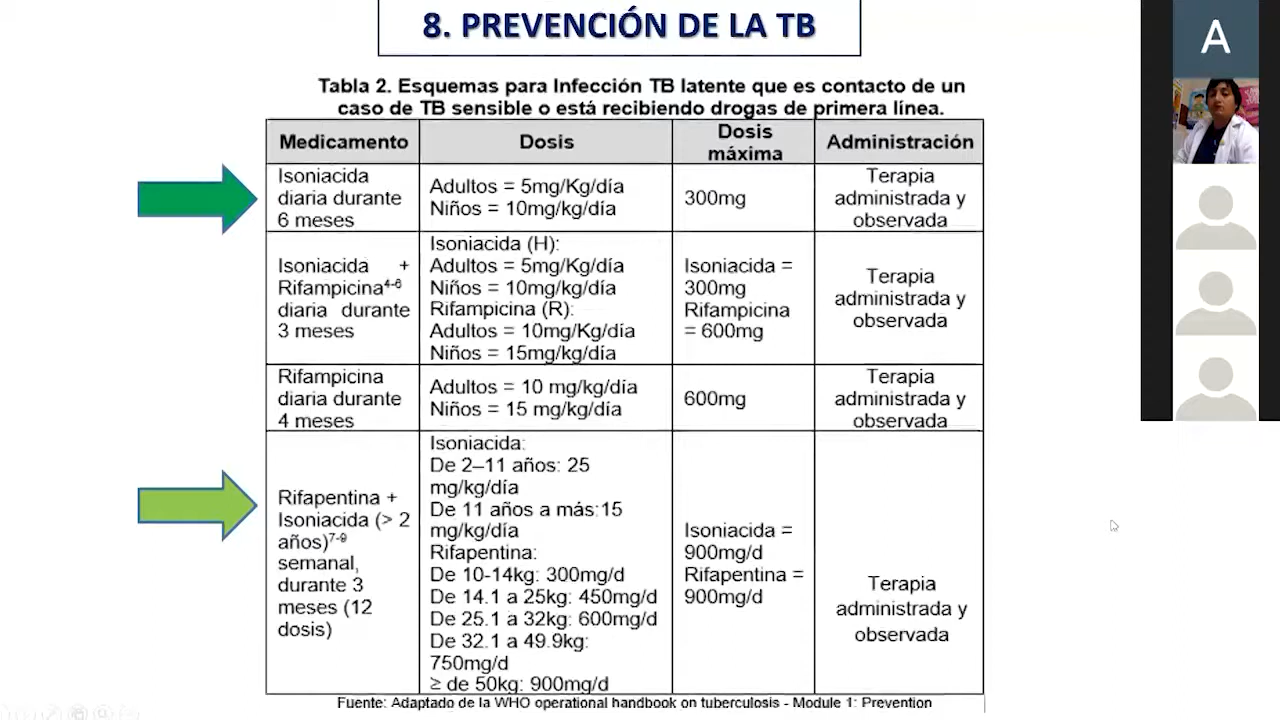 8. PREVENCIÓN DE LA TB
Tabla 2. Esquemas para Infección TB latente que es contacto de un
caso de TB sensible o está recibiendo drogas de primera línea.
Medicamento
Dosis
Dosis
máxima
Administración
Isoniacida
diaria durante
6 meses
Adultos = 5mg/Kg/día
Niños = 10mg/kg/día
300mg
Terapia
administrada y
observada
Isoniacida +
Rifampicina4-6
diaria durante
3 meses
Isoniacida (H):
Adultos = 5mg/Kg/día
Niños = 10mg/kg/día
Rifampicina (R):
Adultos = 10mg/Kg/día
Niños = 15mg/kg/día
Isoniacida =
300mg
Rifampicina
= 600mg
Terapia
administrada y
observada
Rifampicina
diaria durante
4 meses
Adultos = 10 mg/kg/día
Niños = 15 mg/kg/día
600mg
Terapia
administrada y
observada
Rifapentina +
Isoniacida (> 2
años)7-9
semanal,
durante 3
meses (12
dosis)
Isoniacida:
De 2–11 años: 25
mg/kg/día
De 11 años a más:15
mg/kg/día
Rifapentina:
De 10-14kg: 300mg/d
De 14.1 a 25kg: 450mg/d
De 25.1 a 32kg: 600mg/d
De 32.1 a 49.9kg:
750mg/d
≥ de 50kg: 900mg/d
Isoniacida =
900mg/d
Rifapentina =
900mg/d
Terapia
administrada y
observada
Fuente: Adaptado de la WHO operational handbook on tuberculosis - Module 1: Prevention
A